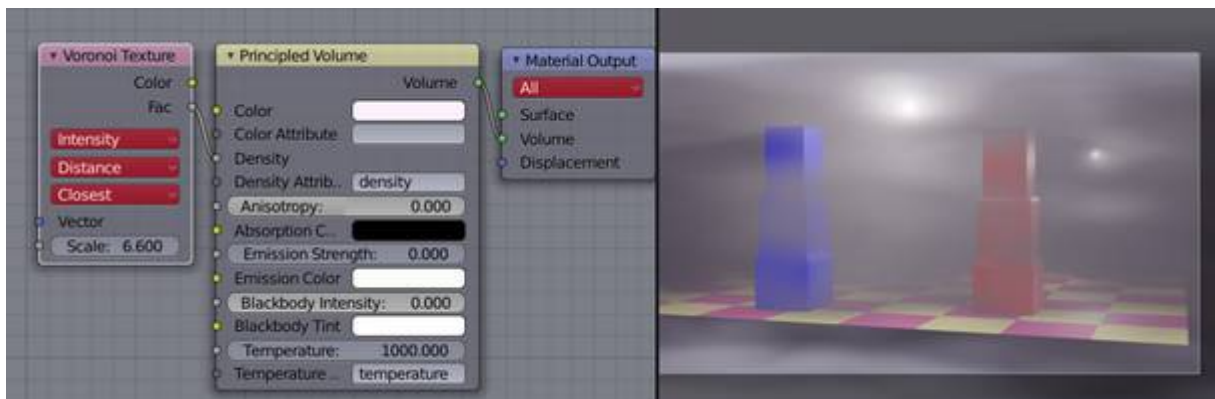 Voronoi Texture
Color
Fac
Intensity
Distance
Closest
Vector
Scale: 6.600
Principled Volume
Volume
Color
Color Attribute
Density
Density Attrib.. density
Anisotropy: 0.000
Absorption C...
Emission Strength: 0.000
Emission Color
Blackbody Intensity: 0.000
Blackbody Tint
Temperature: 1000.000
Temperature ... temperature
Material Output
All
Surface
Volume
Displacement